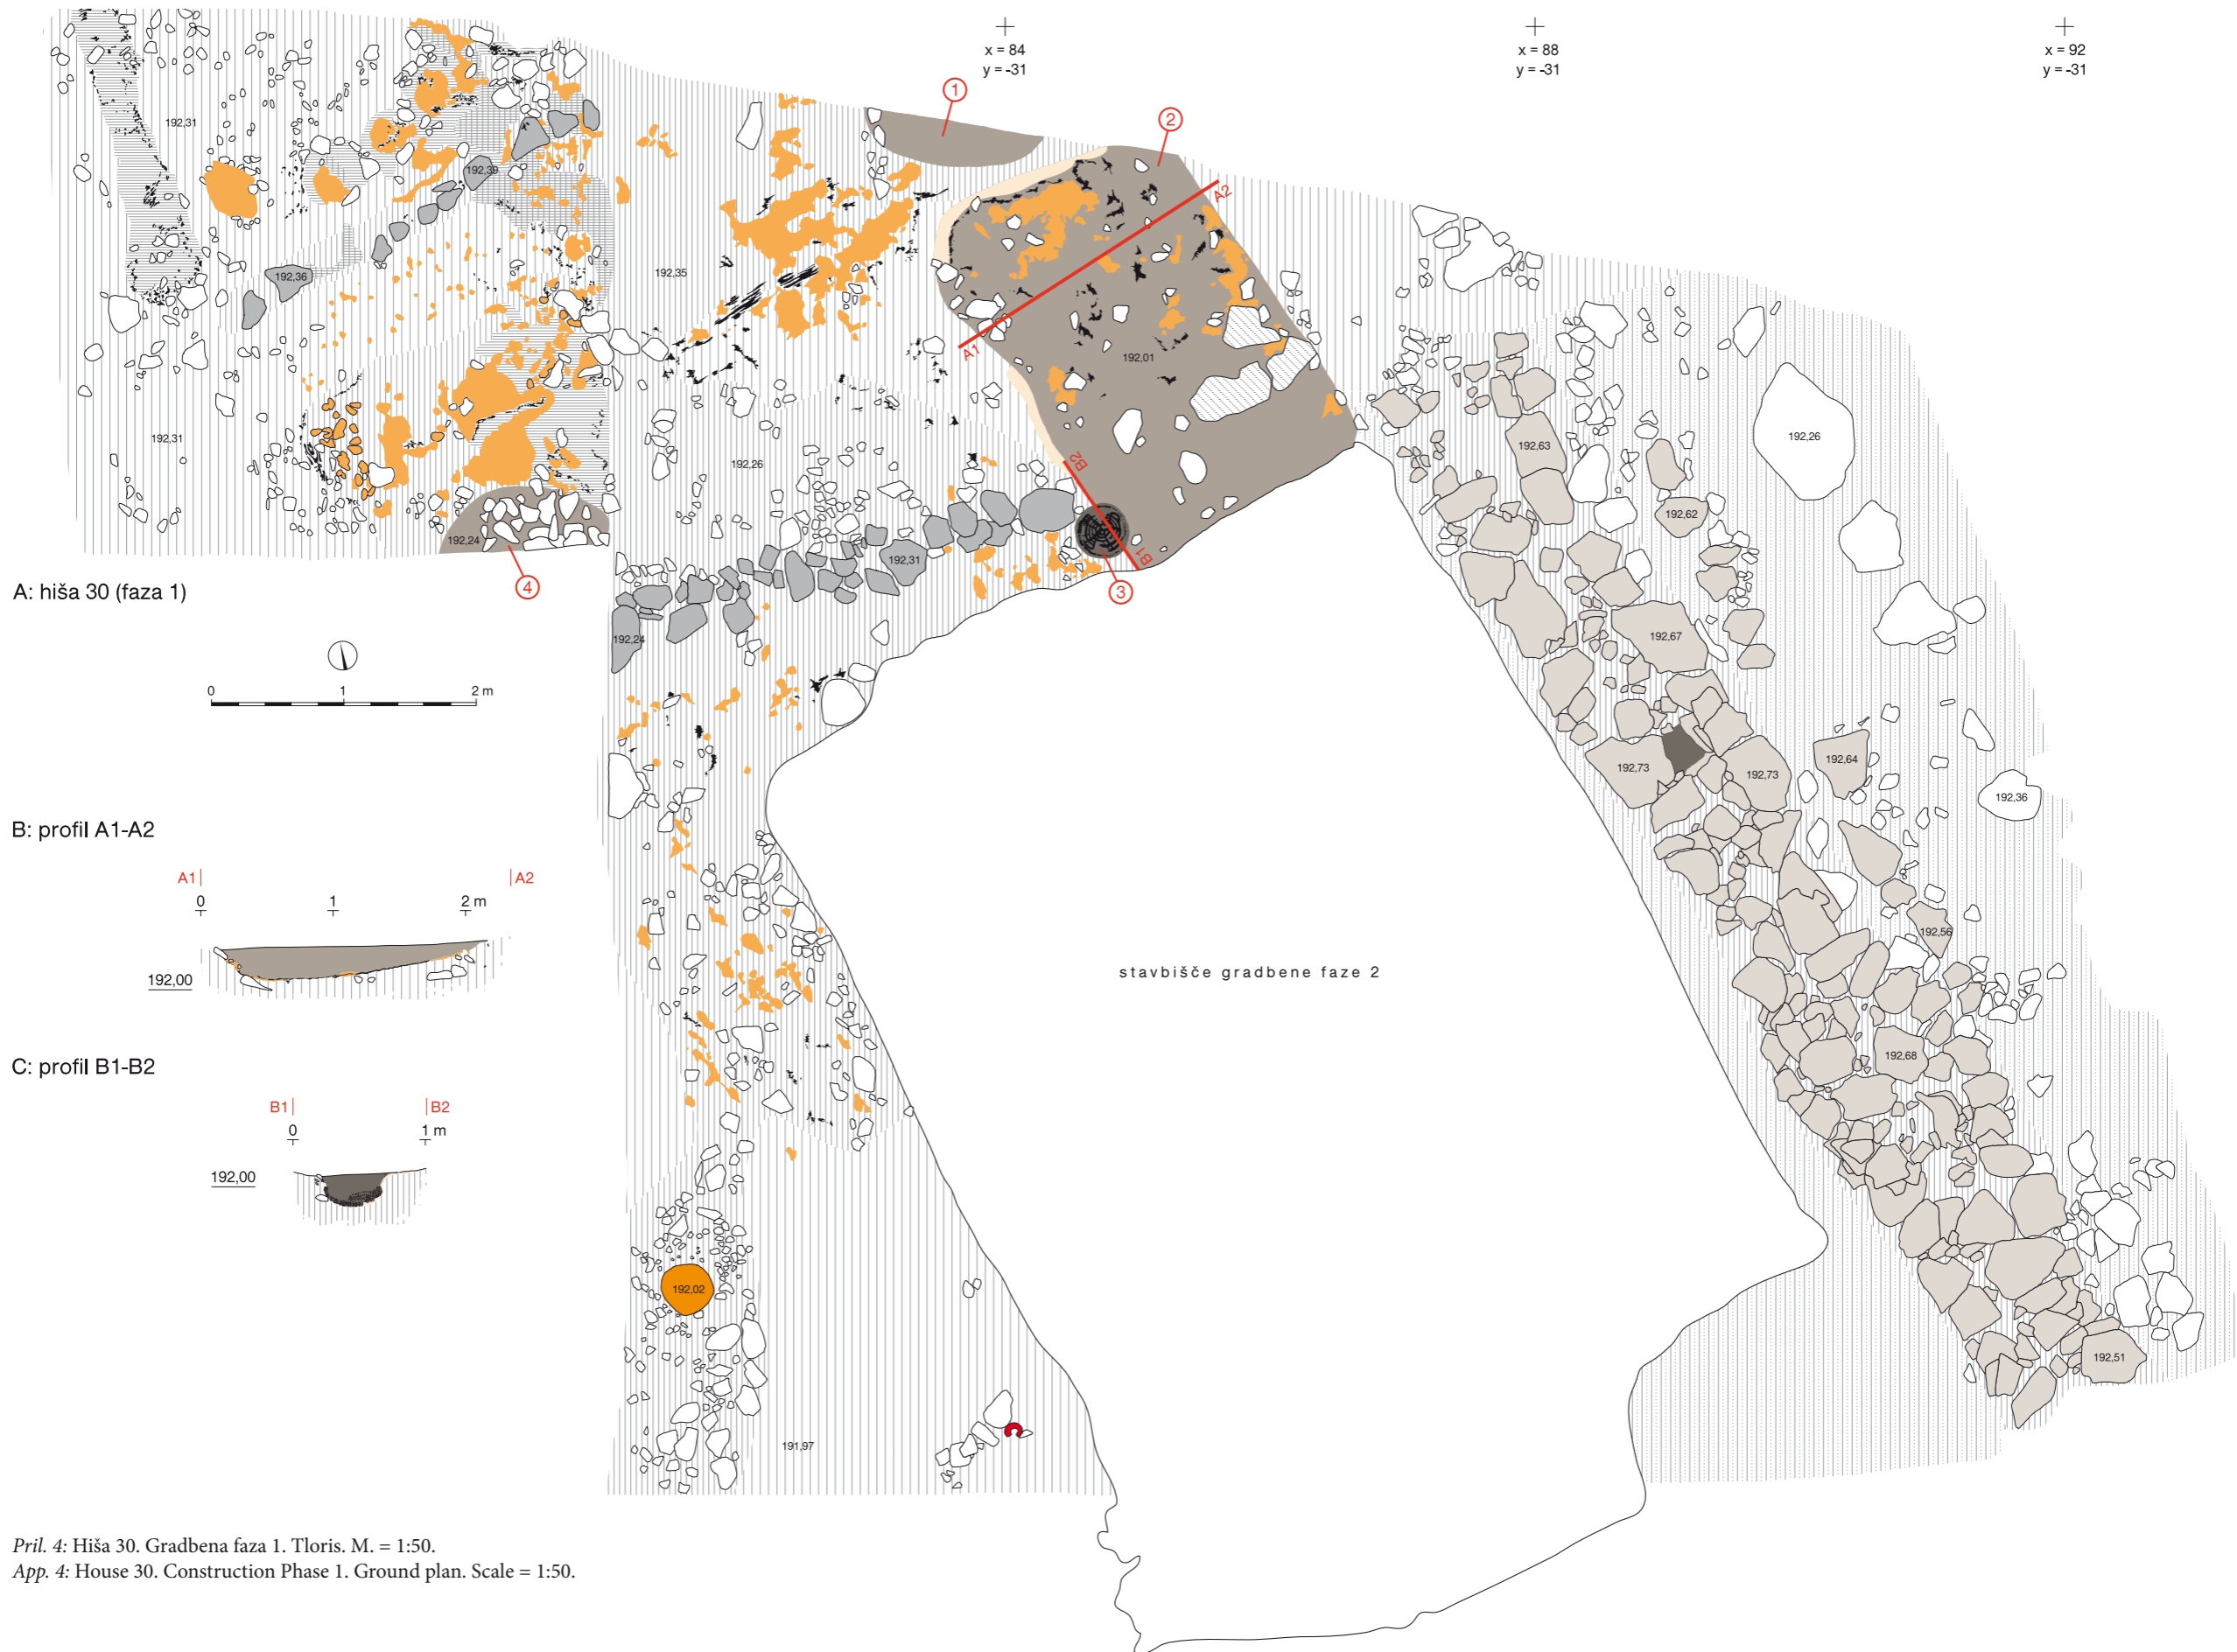 x = 84
y = -31
x = 88
y = -31
x = 92
y = -31
1
2
192,31
192,39
A2
192,36
192,35
A1
192,01
192,31
192,26
192,63
192,26
B2
192,62
192,24
192,31
B1
4
3
A: hiša 30 (faza 1)
192,24
192,67
0 1 2 m
192,73
192,73
192,64
192,36
B: profil A1-A2
A1
A2
0 1 2 m
192,00
192,56
stavbišče gradbene faze 2
C: profil B1-B2
192,68
B1
B2
0 1 m
192,00
192,02
192,51
191,97
Pril. 4: Hiša 30. Gradbena faza 1. Tloris. M. = 1:50.
App. 4: House 30. Construction Phase 1. Ground plan. Scale = 1:50.